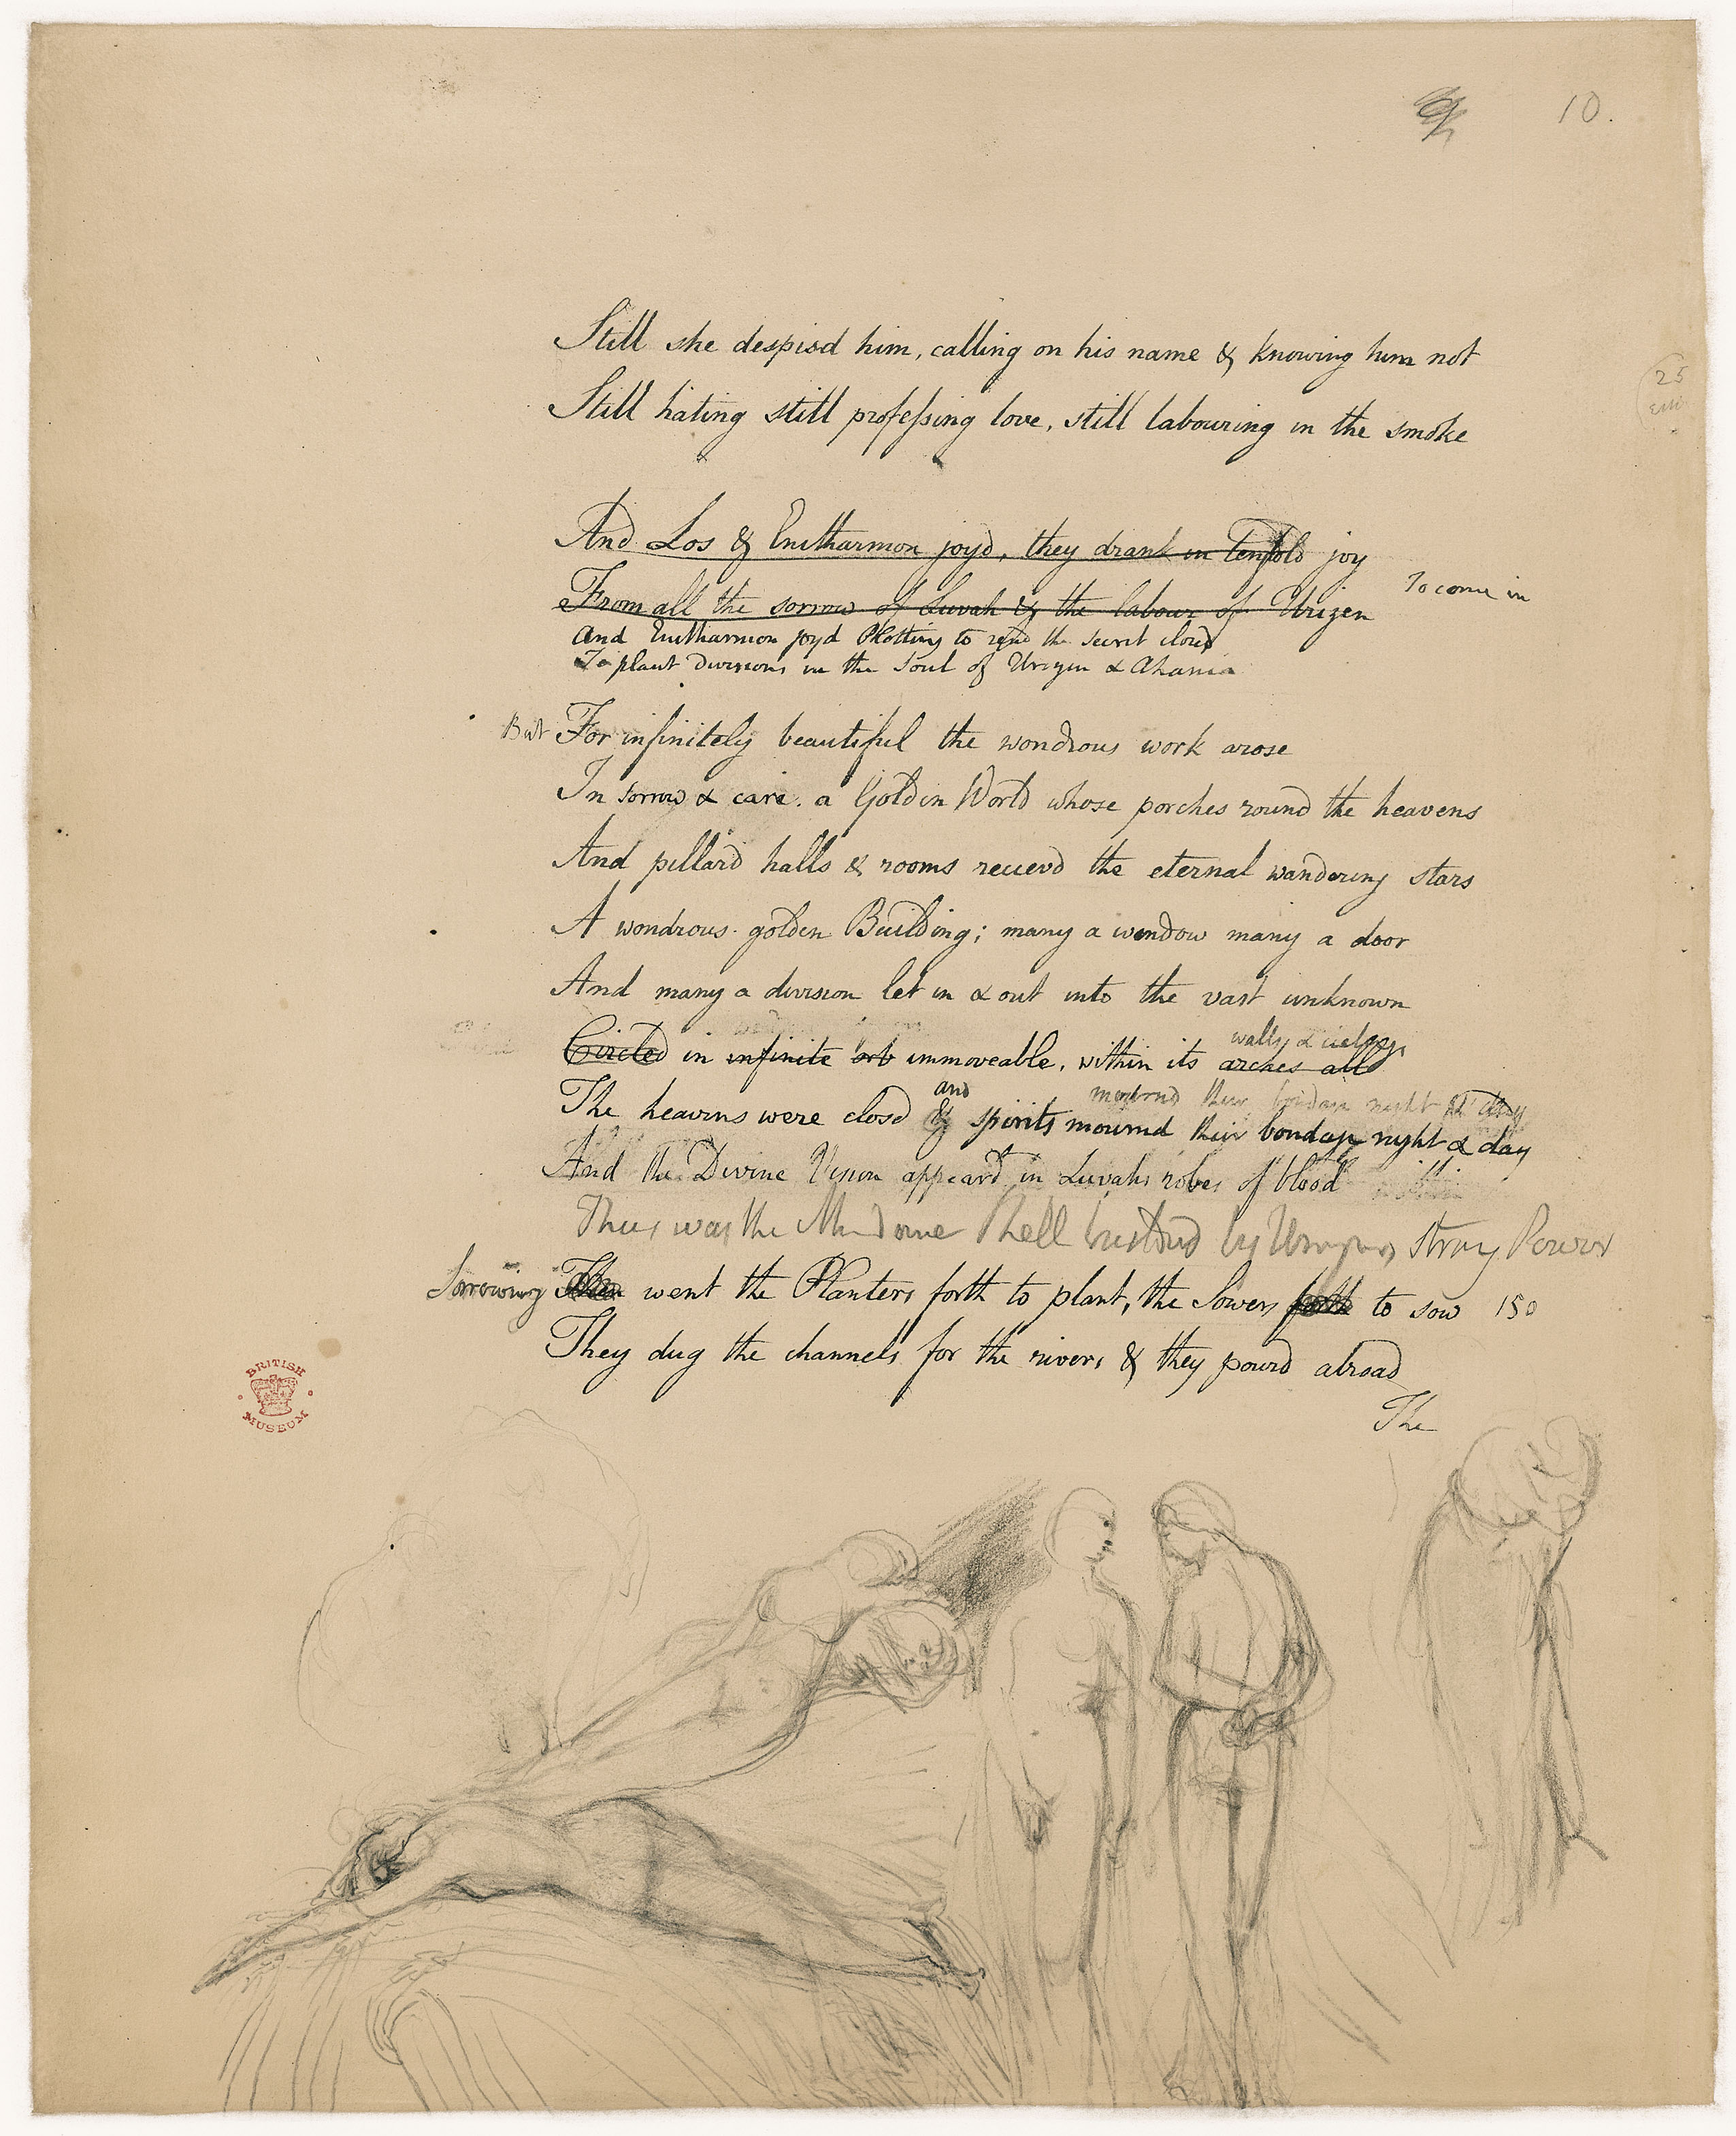 10.
Still she despisd him, calling on his name & knowing him not
Still hating still professing love, still labouring in the smoke
25
And Los & Enitharmon joyd, they drank in tenfold joy
To come in
From all the sorrow of Luvah & the labour of Urizen
And Enitharmon joyd Plotting to rend the secret cloud
To plant divisions in the Soul of Urizen & Ahania
But For infinitely beautiful the wondrous work arose
In sorrow & care. a Golden World whose porches round the heavens
And pillard halls & rooms recievd the eternal wandering stars
A wondrous golden Building; many a window many a door
And many a division let in & out into the vast unknown
walls & cielings
Circled in infinite orb immoveable, within its arches all
and mournd their bondage night & day
The heavens were closd & spirits mournd their bondage night & day
And the Divine Vision appeard in Luvahs robes of blood
Thus was the Mundane Shell builded by Urizens strong Power
Sorrowing Then went the Planters forth to plant, the Sowers forth to sow 150
They dug the channels for the rivers & they pourd abroad
The
BRITISH
MUSEUM